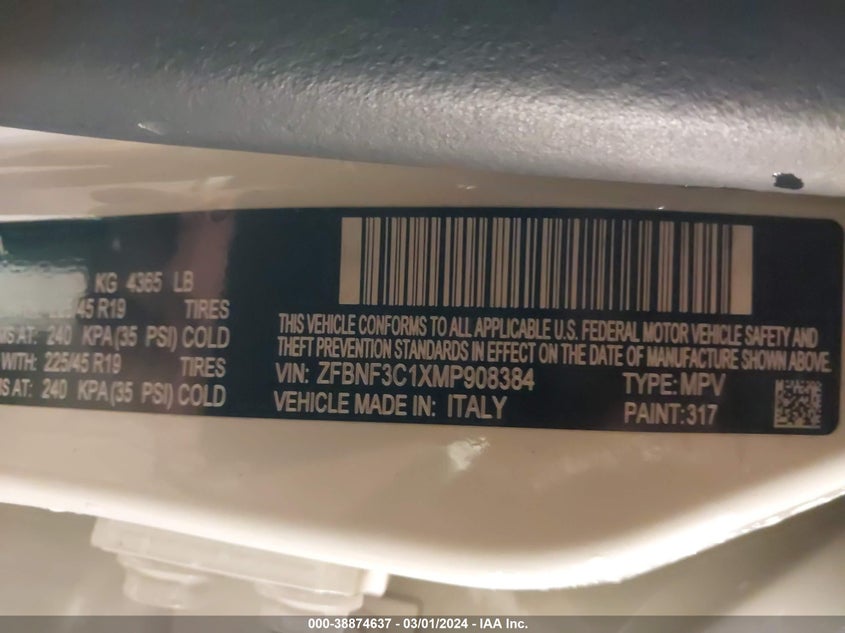 KG 4365 LB
45 R19 TIRES
AT: 240 KPA(35 PSI) COLD
WITH: 225/45 R19 TIRES
AT: 240 KPA(35 PSI) COLD
THIS VEHICLE CONFORMS TO ALL APPLICABLE U.S. FEDERAL MOTOR VEHICLE SAFETY AND
THEFT PREVENTION STANDARDS IN EFFECT ON THE DATE OF MANUFACTURE SHOWN ABOVE.
VIN: ZFBNF3C1XMP908384 TYPE: MPV
VEHICLE MADE IN: ITALY PAINT: 317
000-38874637 - 03/01/2024 - IAA Inc.